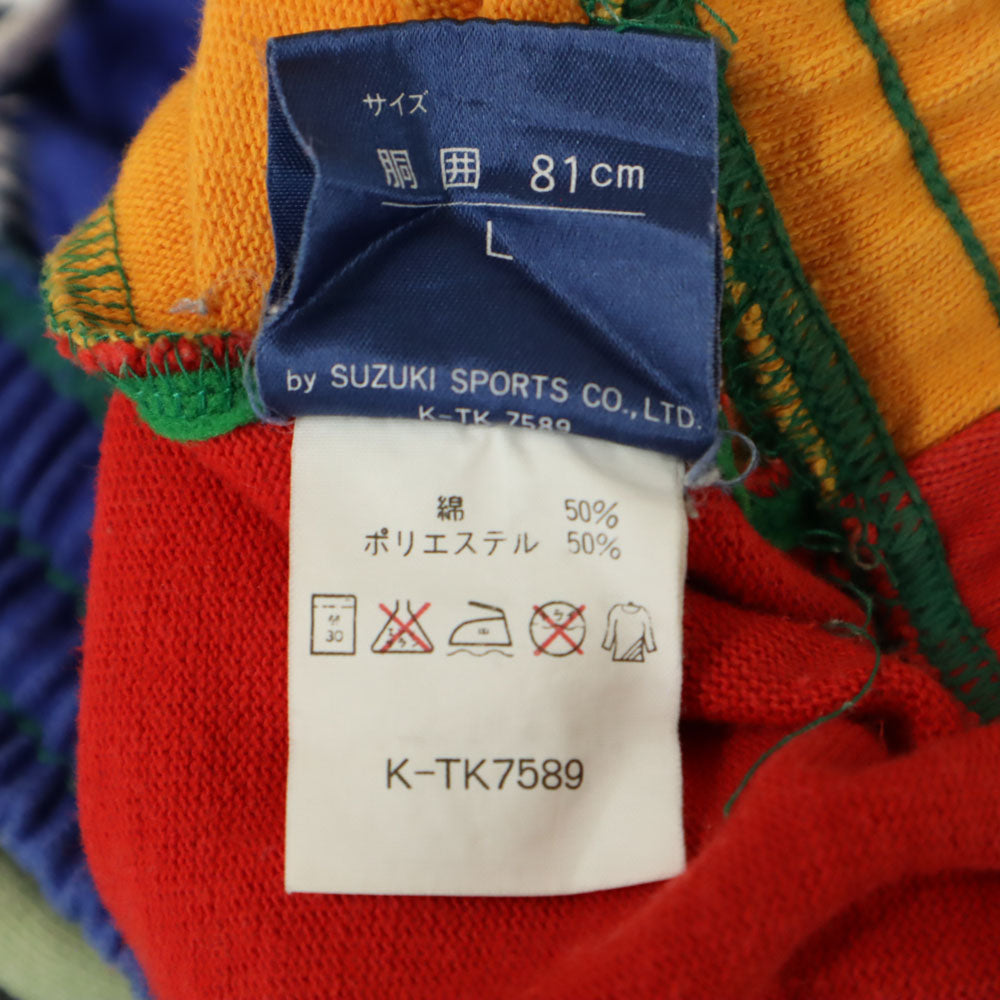 サイズ
胴囲 81cm
L
by SUZUKI SPORTS CO.,LTD.
K-TK 7589
綿 50%
ポリエステル 50%
30
K-TK7589